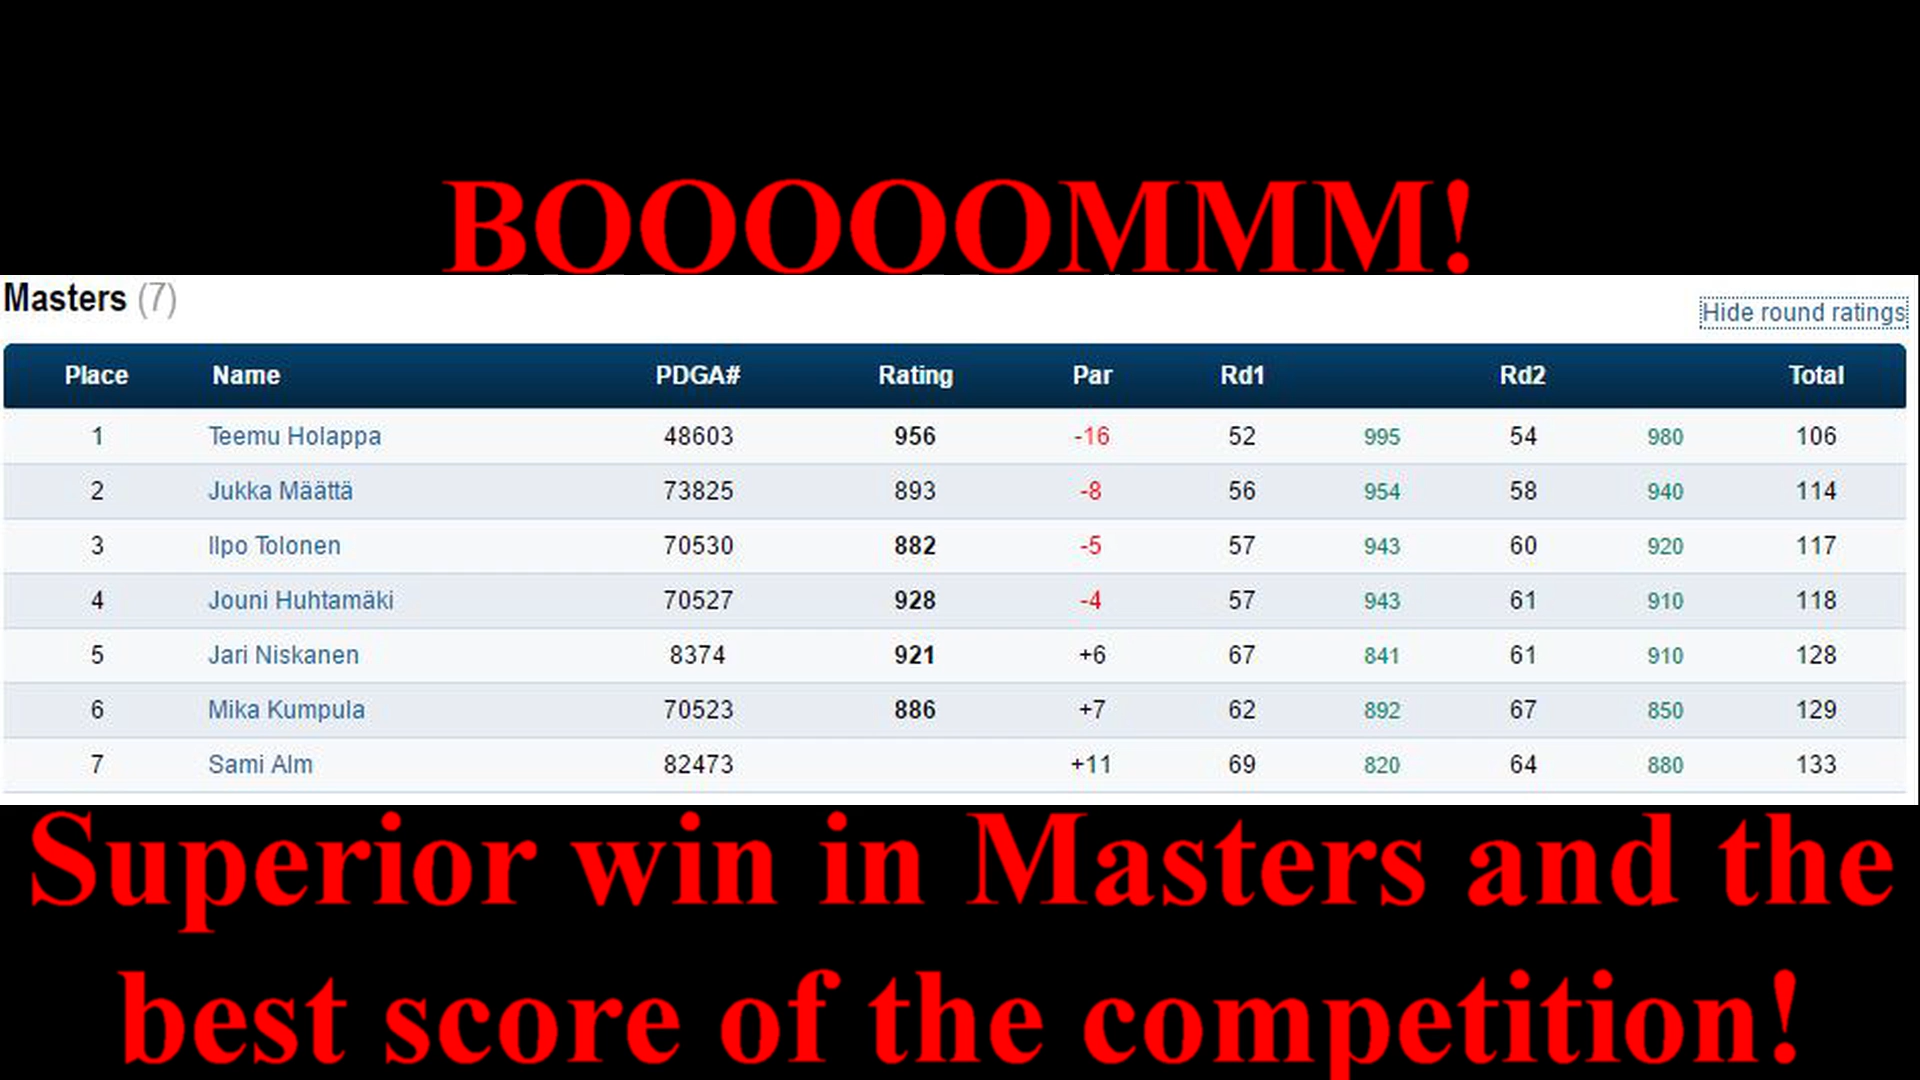 BOOOOOMMM!
Masters (7)
Hide round ratings
Place Name PDGA# Rating Par Rd1 Rd2 Total
1 Teemu Holappa 48603 956 -16 52 995 54 980 106
2 Jukka Määttä 73825 893 -8 56 954 58 940 114
3 Ilpo Tolonen 70530 882 -5 57 943 60 920 117
4 Jouni Huhtamäki 70527 928 -4 57 943 61 910 118
5 Jari Niskanen 8374 921 +6 67 841 61 910 128
6 Mika Kumpula 70523 886 +7 62 892 67 850 129
7 Sami Alm 82473 +11 69 820 64 880 133
Superior win in Masters and the
best score of the competition!